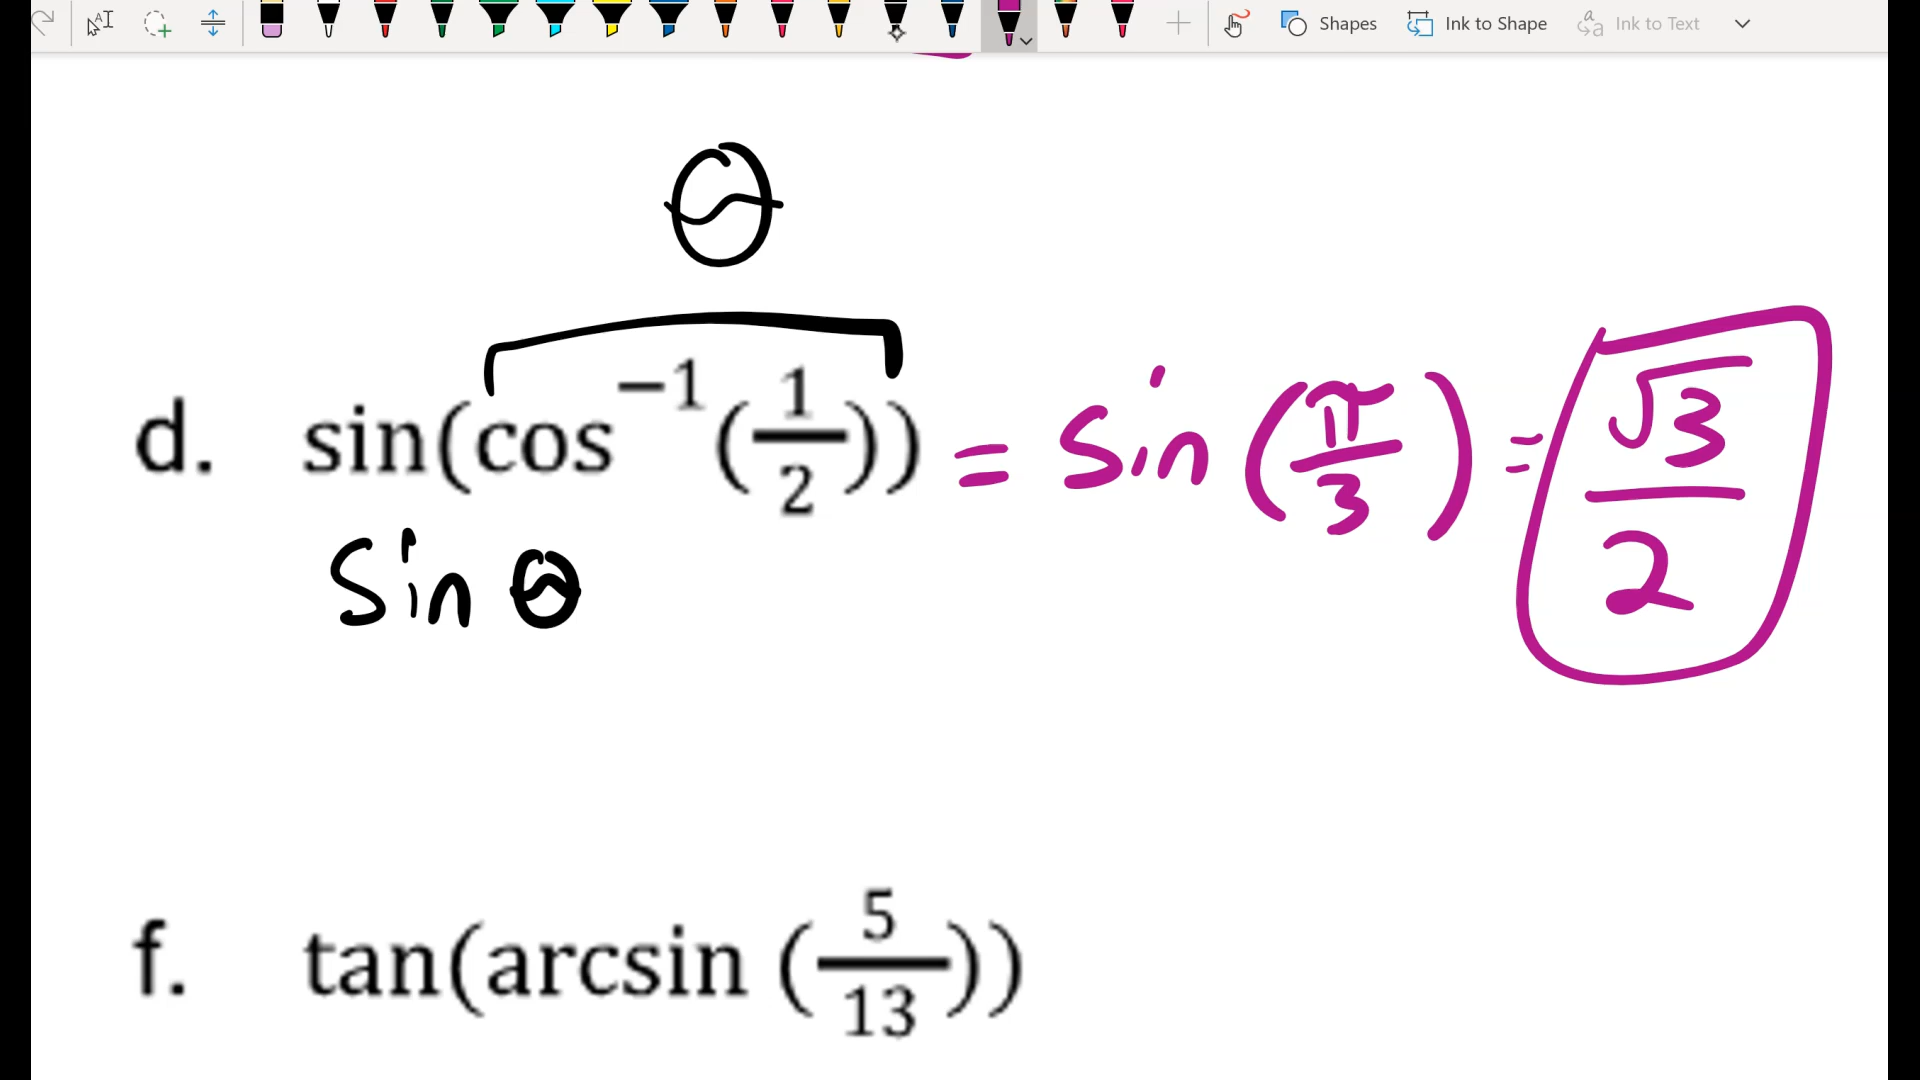 Shapes Ink to Shape Ink to Text
θ
d. sin(cos⁻¹(1/2)) = sin(π/3) = √3/2
sin θ
f. tan(arcsin (5/13))